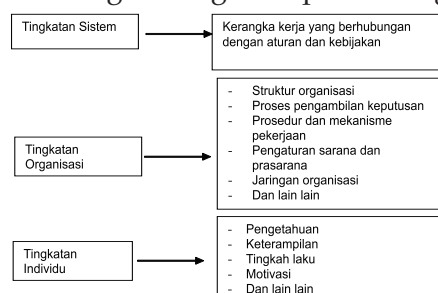 Tingkatan Sistem
Kerangka kerja yang berhubungan
dengan aturan dan kebijakan
Tingkatan
Organisasi
- Struktur organisasi
- Proses pengambilan keputusan
- Prosedur dan mekanisme
pekerjaan
- Pengaturan sarana dan
prasarana
- Jaringan organisasi
- Dan lain lain
Tingkatan
Individu
- Pengetahuan
- Keterampilan
- Tingkah laku
- Motivasi
- Dan lain lain